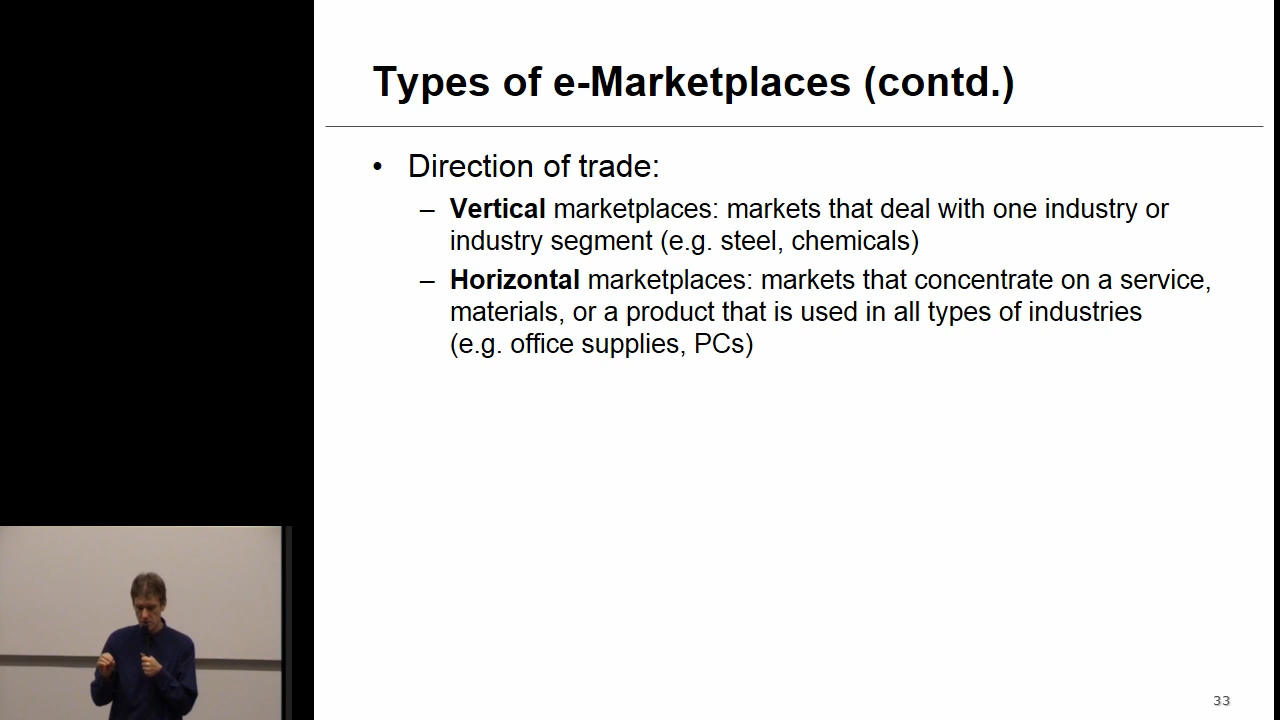 Types of e-Marketplaces (contd.)
• Direction of trade:
– Vertical marketplaces: markets that deal with one industry or
industry segment (e.g. steel, chemicals)
– Horizontal marketplaces: markets that concentrate on a service,
materials, or a product that is used in all types of industries
(e.g. office supplies, PCs)
33